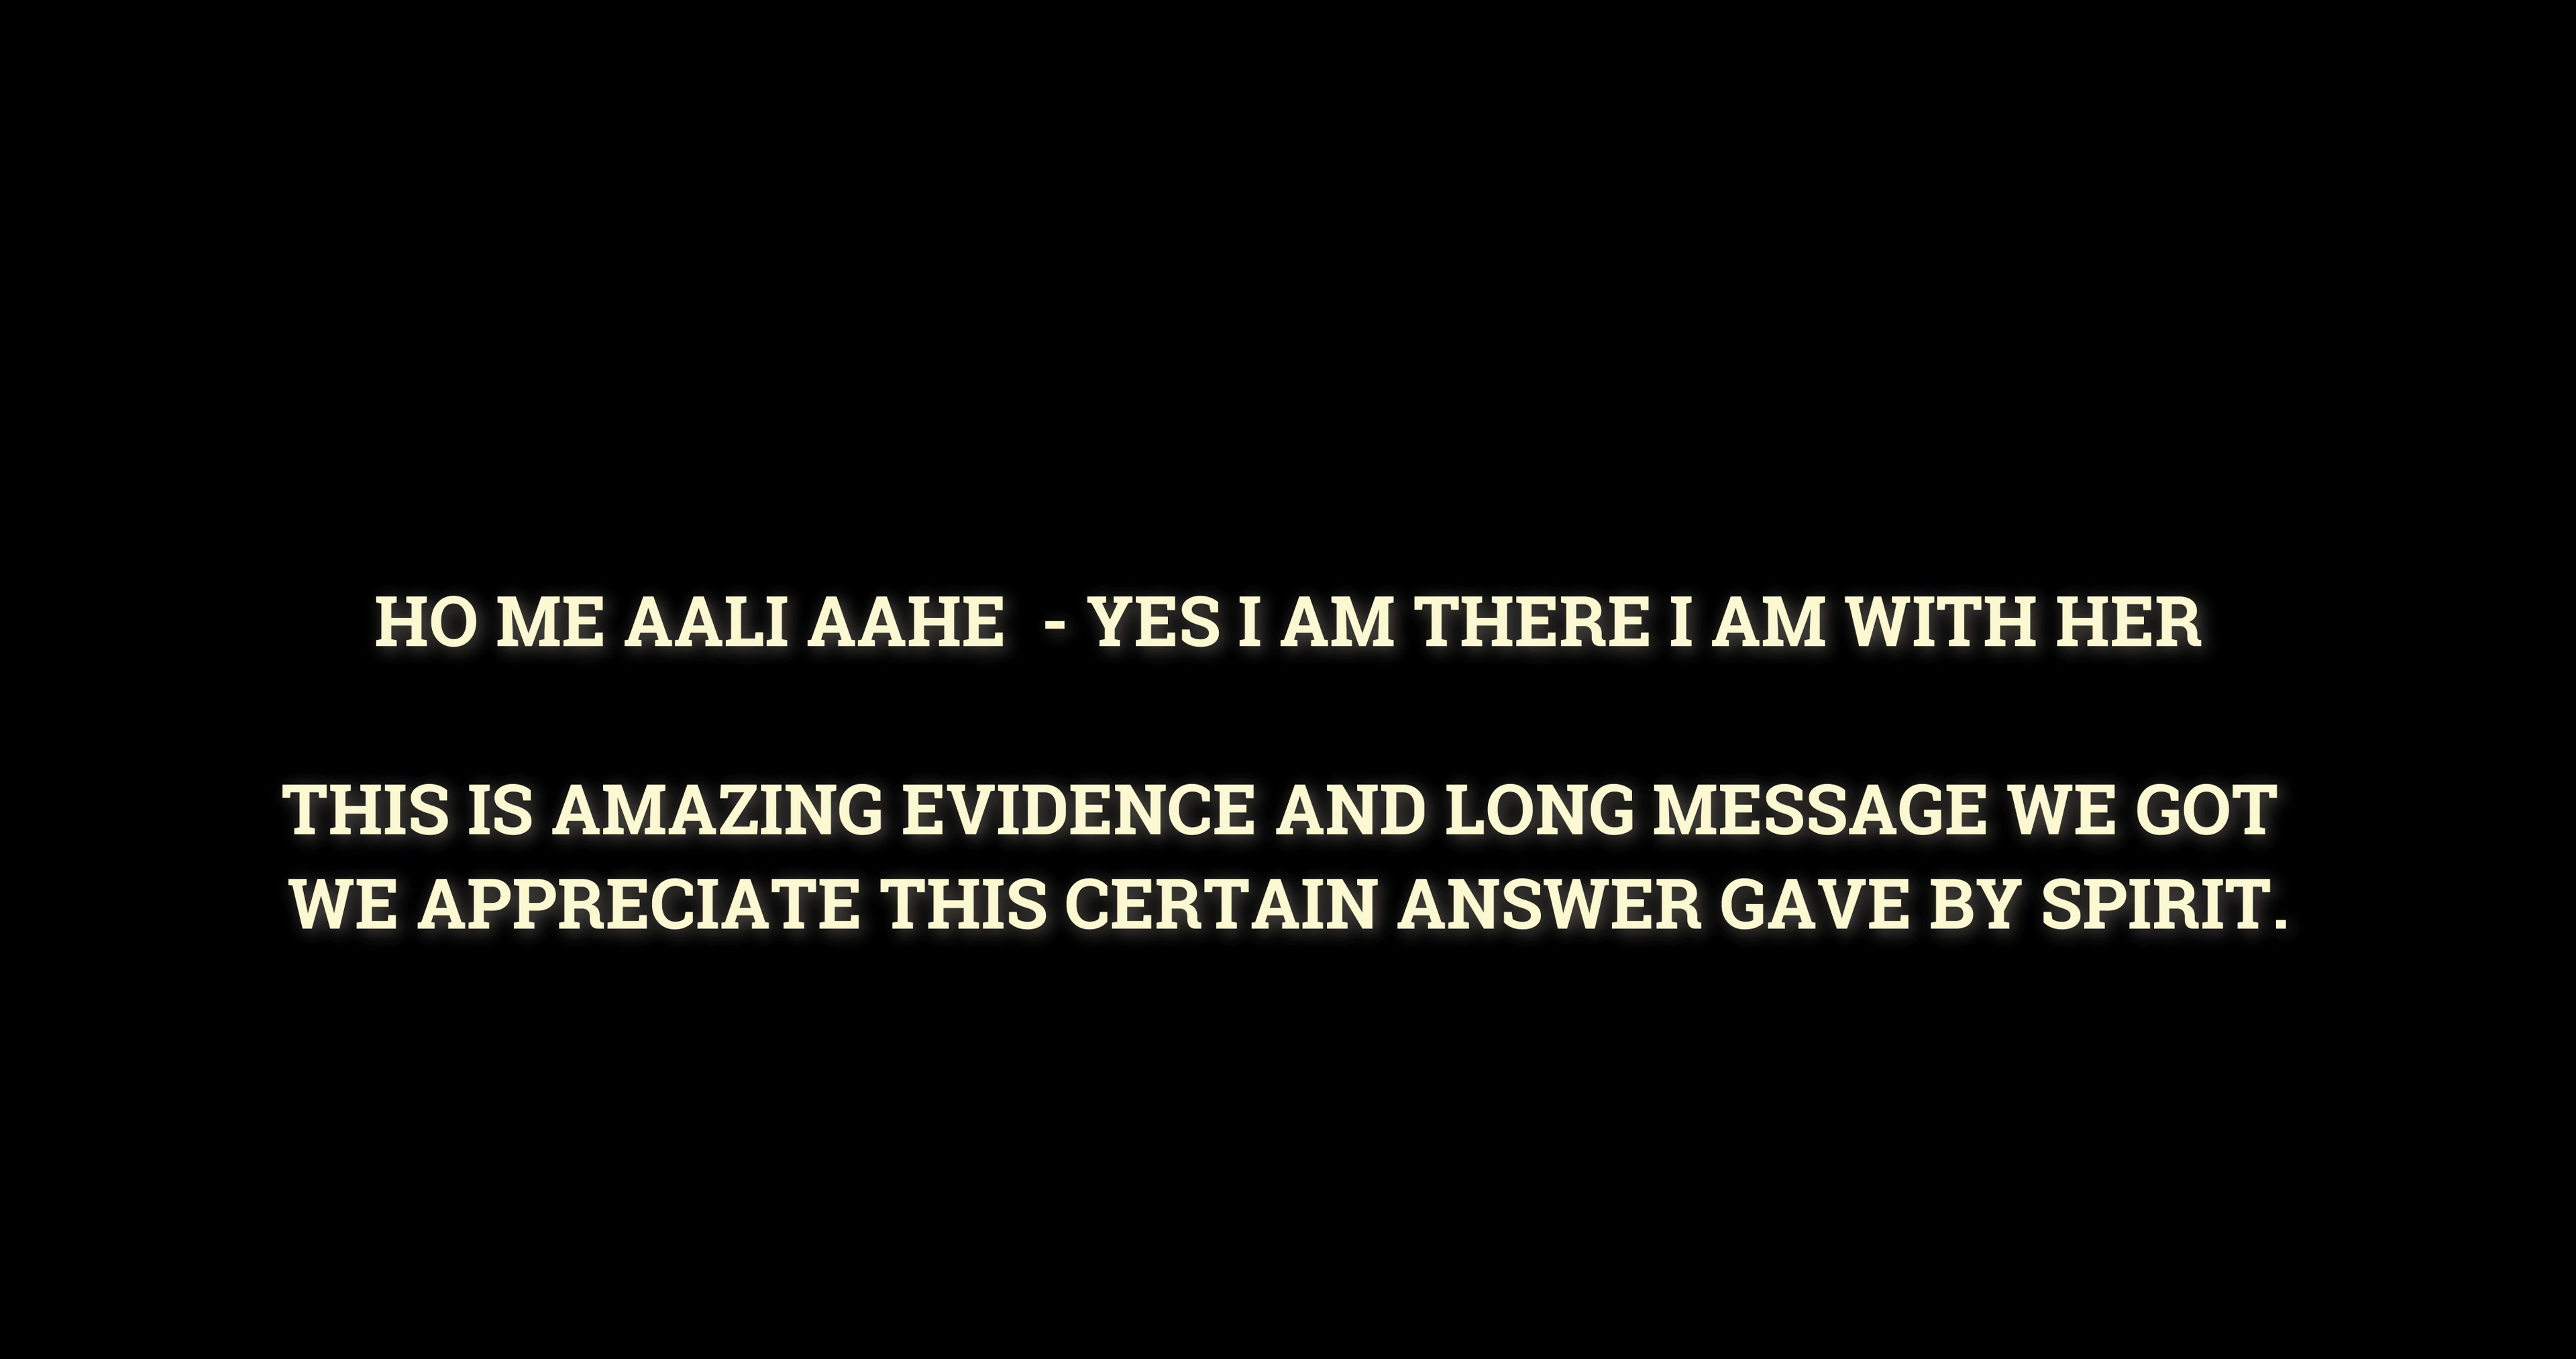 HO ME AALI AAHE  - YES I AM THERE I AM WITH HER
THIS IS AMAZING EVIDENCE AND LONG MESSAGE WE GOT
WE APPRECIATE THIS CERTAIN ANSWER GAVE BY SPIRIT.